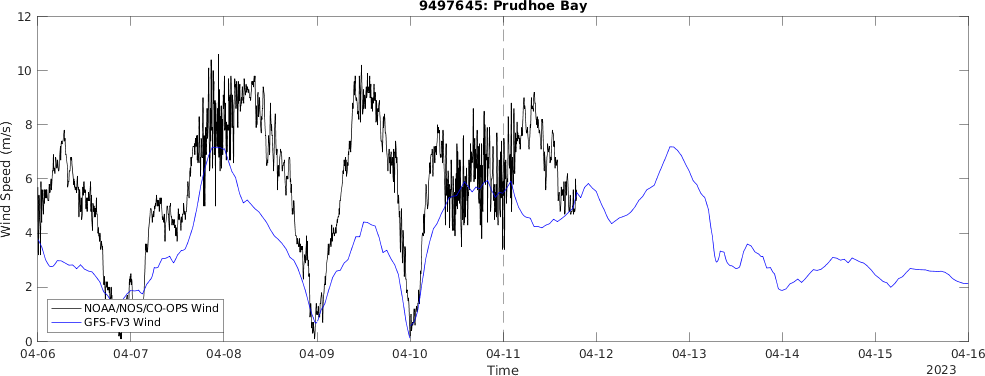 9497645: Prudhoe Bay
Wind Speed (m/s)
12
10
8
6
4
2
0
NOAA/NOS/CO-OPS Wind
GFS-FV3 Wind
04-06 04-07 04-08 04-09 04-10 04-11 04-12 04-13 04-14 04-15 04-16
Time
2023